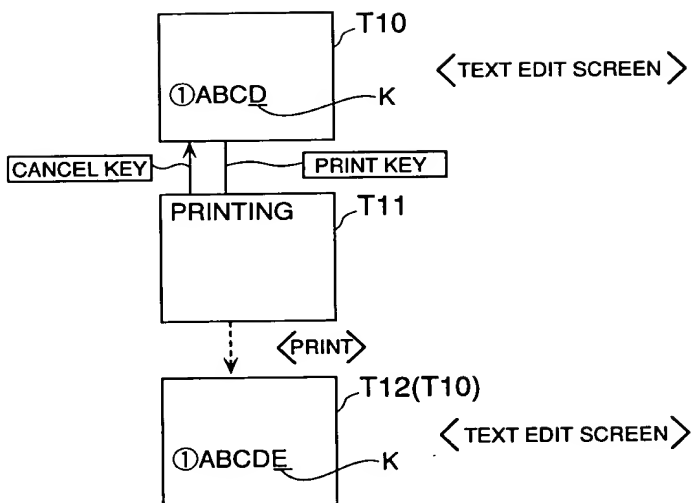 T10
<TEXT EDIT SCREEN>
①ABCD K
CANCEL KEY PRINT KEY
PRINTING T11
<PRINT>
T12(T10)
<TEXT EDIT SCREEN>
①ABCDE K